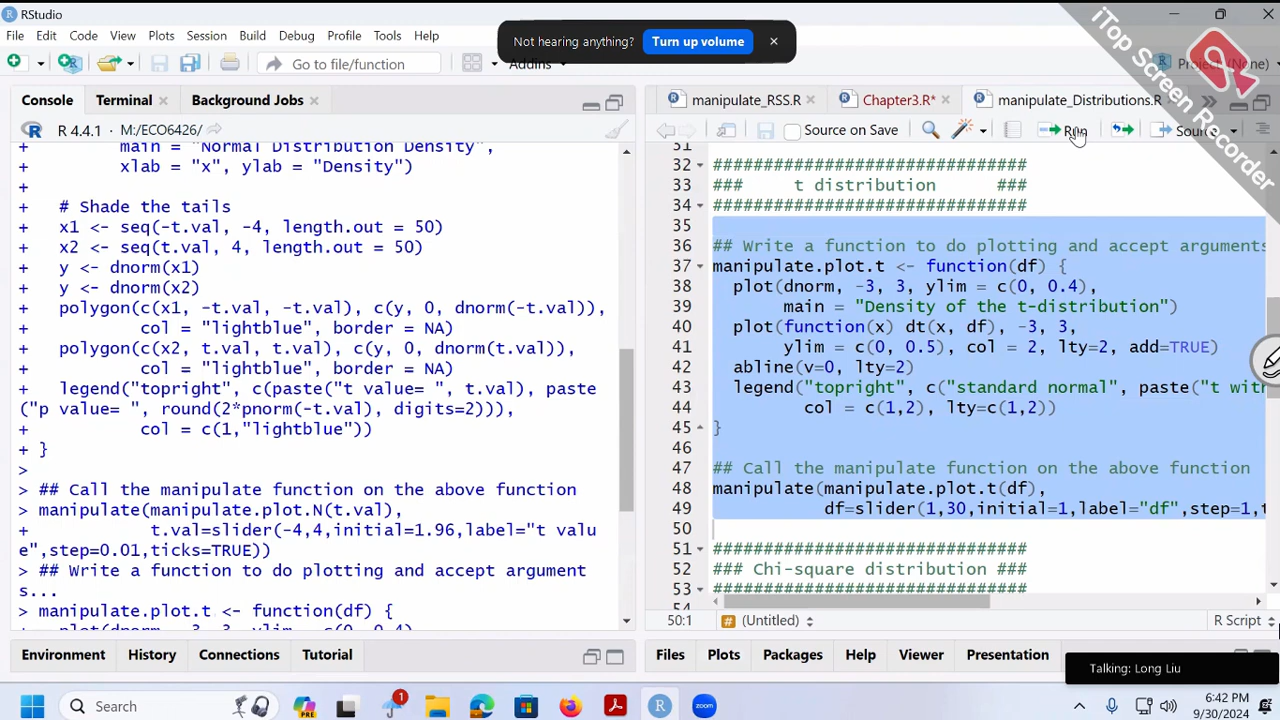 RStudio
File Edit Code View Plots Session Build Debug Profile Tools Help
Not hearing anything? Turn up volume
Go to file/function
Addins
Project: (None)
iTop Screen Recorder
Console Terminal Background Jobs
R 4.4.1 · M:/ECO6426/
+ main = "Normal Distribution Density",
+ xlab = "x", ylab = "Density")
+
+ # Shade the tails
+ x1 <- seq(-t.val, -4, length.out = 50)
+ x2 <- seq(t.val, 4, length.out = 50)
+ y <- dnorm(x1)
+ y <- dnorm(x2)
+ polygon(c(x1, -t.val, -t.val), c(y, 0, dnorm(-t.val)),
+ col = "lightblue", border = NA)
+ polygon(c(x2, t.val, t.val), c(y, 0, dnorm(t.val)),
+ col = "lightblue", border = NA)
+ legend("topright", c(paste("t value= ", t.val), paste
("p value= ", round(2*pnorm(-t.val), digits=2))),
+ col = c(1,"lightblue"))
+ }
>
> ## Call the manipulate function on the above function
> manipulate(manipulate.plot.N(t.val),
+ t.val=slider(-4,4,initial=1.96,label="t valu
e",step=0.01,ticks=TRUE))
> ## Write a function to do plotting and accept argument
s...
> manipulate.plot.t <- function(df) {
+ plot(dnorm, -3, 3, ylim = c(0, 0.4),
Environment History Connections Tutorial
manipulate_RSS.R Chapter3.R* manipulate_Distributions.R
Source on Save Run Source
31
32 ##############################
33 ### t distribution ###
34 ##############################
35
36 ## Write a function to do plotting and accept arguments
37 manipulate.plot.t <- function(df) {
38 plot(dnorm, -3, 3, ylim = c(0, 0.4),
39 main = "Density of the t-distribution")
40 plot(function(x) dt(x, df), -3, 3,
41 ylim = c(0, 0.5), col = 2, lty=2, add=TRUE)
42 abline(v=0, lty=2)
43 legend("topright", c("standard normal", paste("t with
44 col = c(1,2), lty=c(1,2))
45 }
46
47 ## Call the manipulate function on the above function
48 manipulate(manipulate.plot.t(df),
49 df=slider(1,30,initial=1,label="df",step=1,t
50
51 ##############################
52 ### Chi-square distribution ###
53 ##############################
54
50:1 (Untitled) R Script
Files Plots Packages Help Viewer Presentation
Talking: Long Liu
Search
PRE
1
6:42 PM
9/30/2024